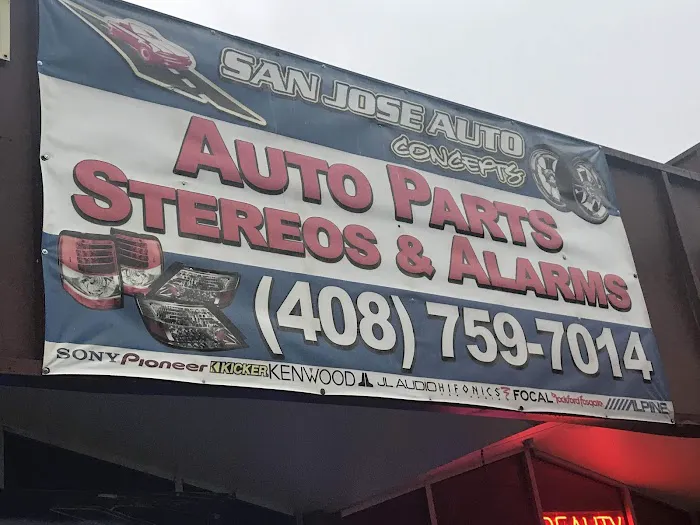 SAN JOSE AUTO
CONCEPTS
AUTO PARTS
STEREOS & ALARMS
(408) 759-7014
SONY Pioneer KICKER KENWOOD JL AUDIO HIFONICS FOCAL Rockford Fosgate ALPINE
BEAUTY